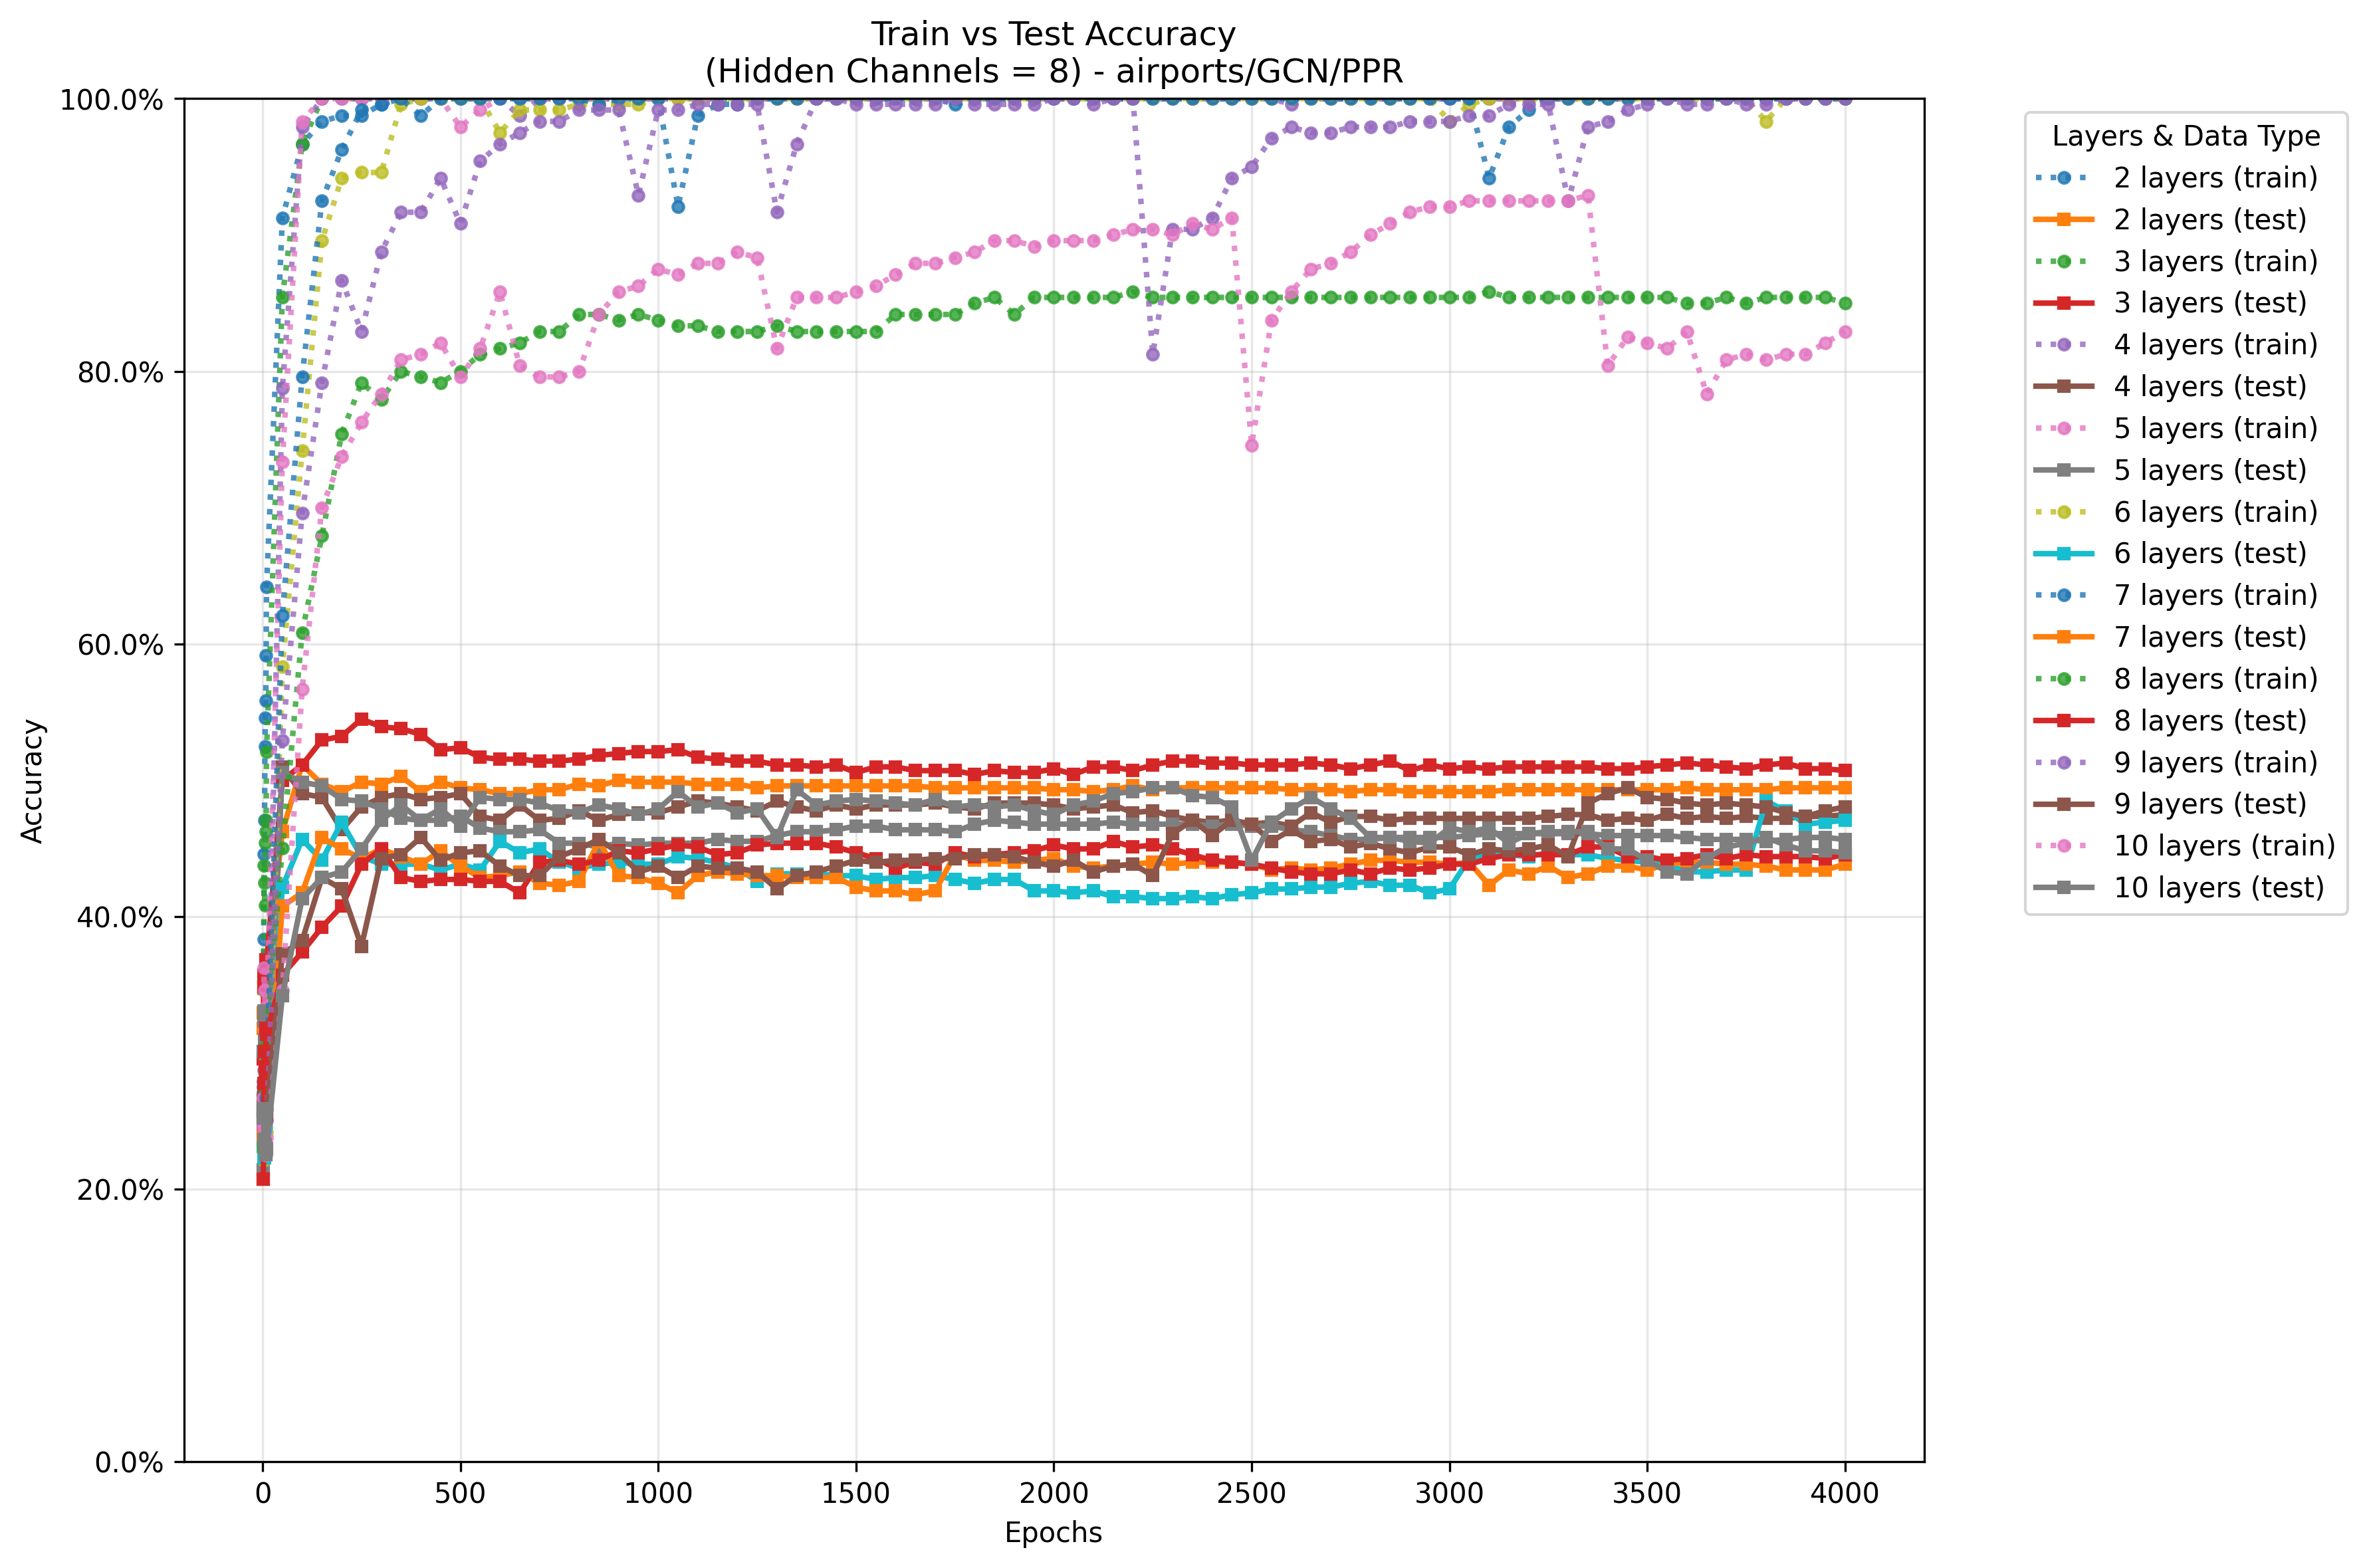 Train vs Test Accuracy
(Hidden Channels = 8) - airports/GCN/PPR
100.0%
80.0%
60.0%
40.0%
20.0%
0.0%
Accuracy
0 500 1000 1500 2000 2500 3000 3500 4000
Epochs
Layers & Data Type
2 layers (train)
2 layers (test)
3 layers (train)
3 layers (test)
4 layers (train)
4 layers (test)
5 layers (train)
5 layers (test)
6 layers (train)
6 layers (test)
7 layers (train)
7 layers (test)
8 layers (train)
8 layers (test)
9 layers (train)
9 layers (test)
10 layers (train)
10 layers (test)